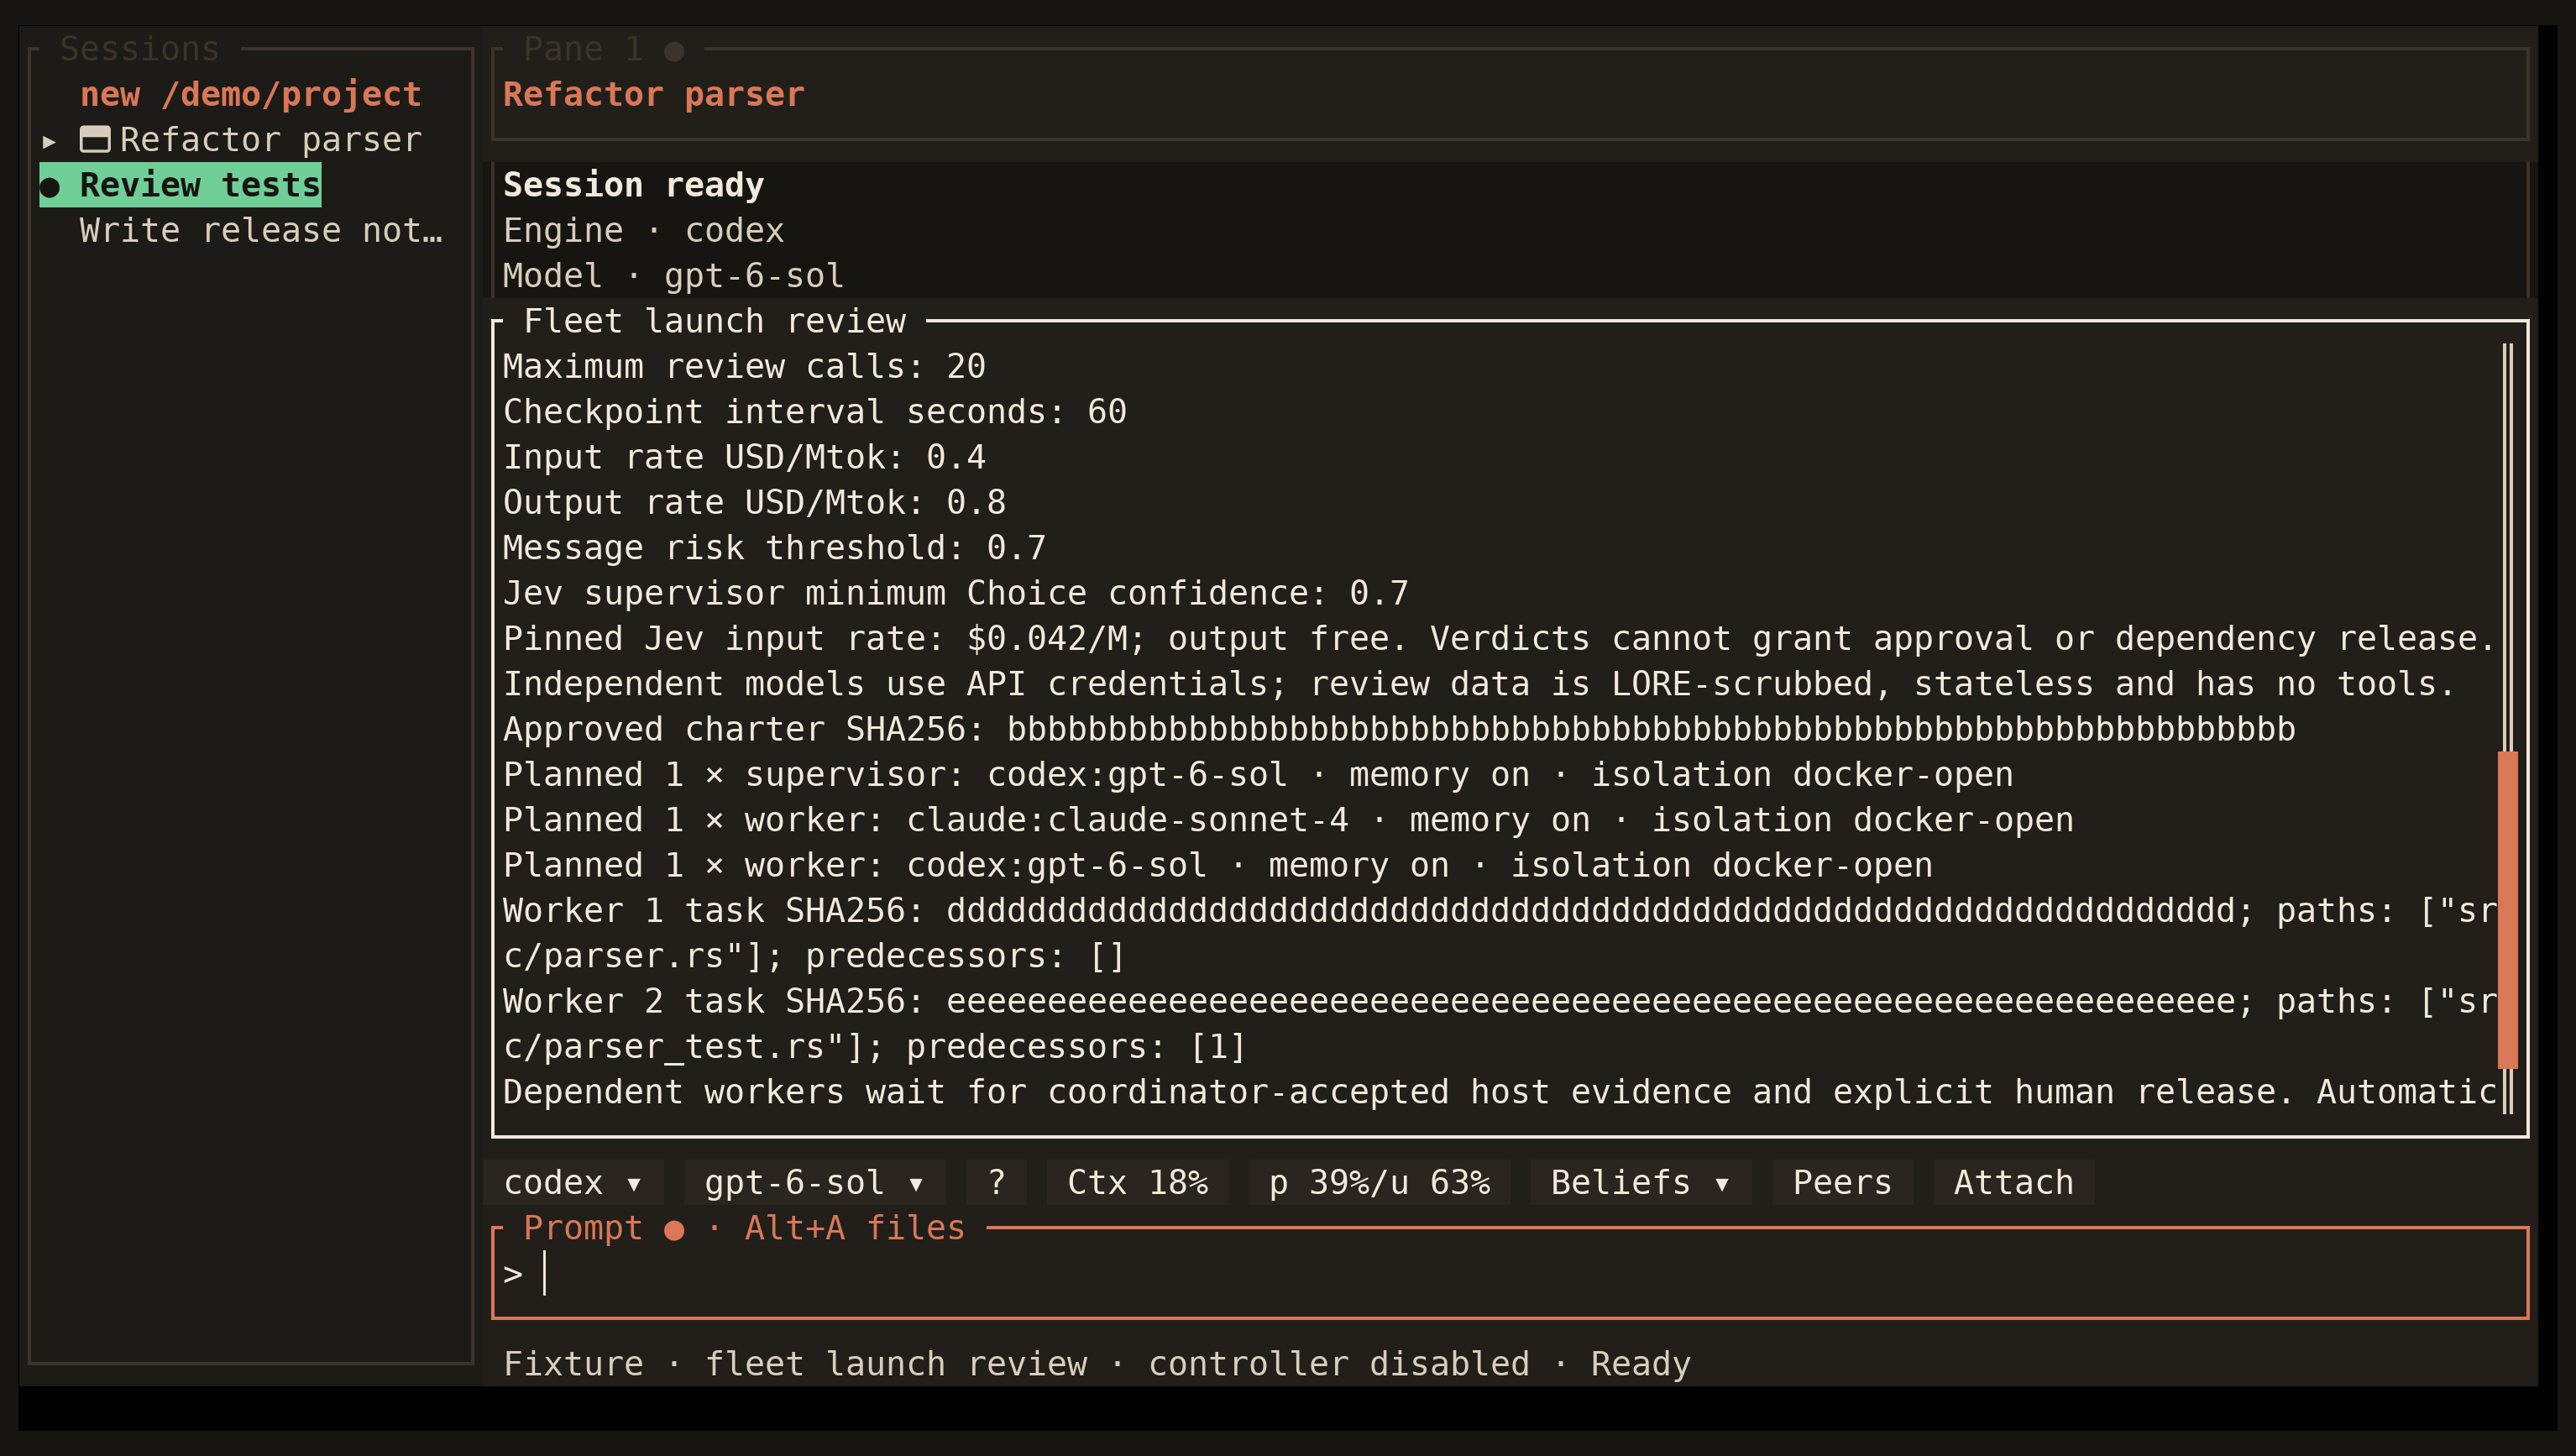 Sessions
new /demo/project
▸ Refactor parser
● Review tests
Write release not…
Pane 1 ●
Refactor parser
Session ready
Engine · codex
Model · gpt-6-sol
Fleet launch review
Maximum review calls: 20
Checkpoint interval seconds: 60
Input rate USD/Mtok: 0.4
Output rate USD/Mtok: 0.8
Message risk threshold: 0.7
Jev supervisor minimum Choice confidence: 0.7
Pinned Jev input rate: $0.042/M; output free. Verdicts cannot grant approval or dependency release.
Independent models use API credentials; review data is LORE-scrubbed, stateless and has no tools.
Approved charter SHA256: bbbbbbbbbbbbbbbbbbbbbbbbbbbbbbbbbbbbbbbbbbbbbbbbbbbbbbbbbbbbbbbb
Planned 1 × supervisor: codex:gpt-6-sol · memory on · isolation docker-open
Planned 1 × worker: claude:claude-sonnet-4 · memory on · isolation docker-open
Planned 1 × worker: codex:gpt-6-sol · memory on · isolation docker-open
Worker 1 task SHA256: dddddddddddddddddddddddddddddddddddddddddddddddddddddddddddddddd; paths: ["sr
c/parser.rs"]; predecessors: []
Worker 2 task SHA256: eeeeeeeeeeeeeeeeeeeeeeeeeeeeeeeeeeeeeeeeeeeeeeeeeeeeeeeeeeeeeeee; paths: ["sr
c/parser_test.rs"]; predecessors: [1]
Dependent workers wait for coordinator-accepted host evidence and explicit human release. Automatic
codex ▾ gpt-6-sol ▾ ? Ctx 18% p 39%/u 63% Beliefs ▾ Peers Attach
Prompt ● · Alt+A files
>
Fixture · fleet launch review · controller disabled · Ready